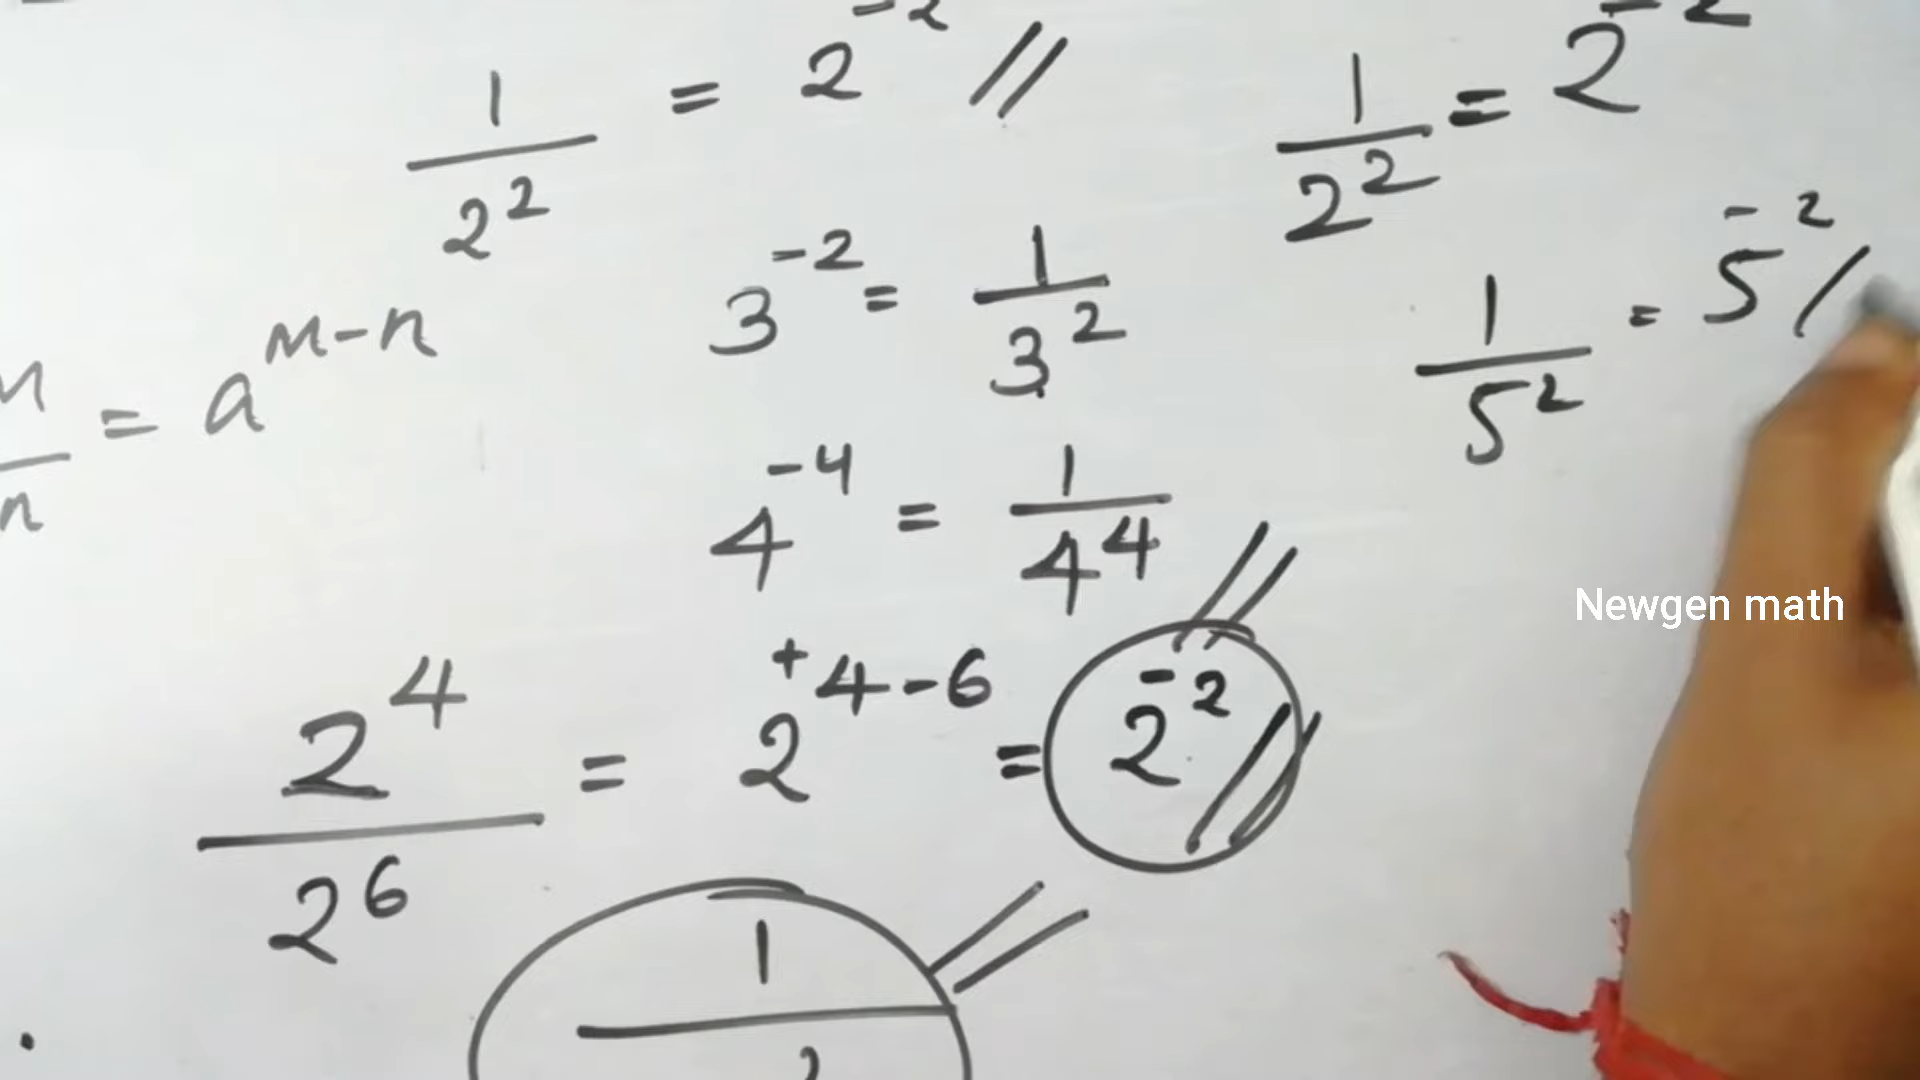 1/2² = 2⁻² //
1/2² = 2⁻²
3⁻² = 1/3²
1/5² = 5⁻² /
m/n = a^(m-n)
4⁻⁴ = 1/4⁴ //
2⁴/2⁶ = 2^(+4-6) = 2⁻² //
1/2 //
Newgen math